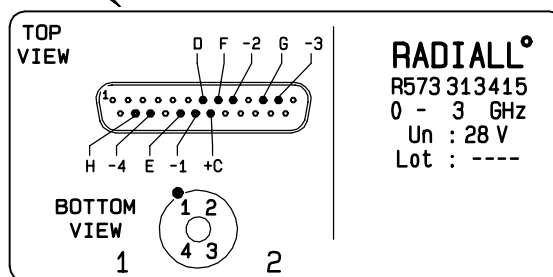 TOP
VIEW
D F -2 G -3
1
H -4 E -1 +C
BOTTOM
VIEW
1 2
4 3
1 2
RADIALL°
R573 313415
0 - 3 GHz
Un : 28 V
Lot : ----